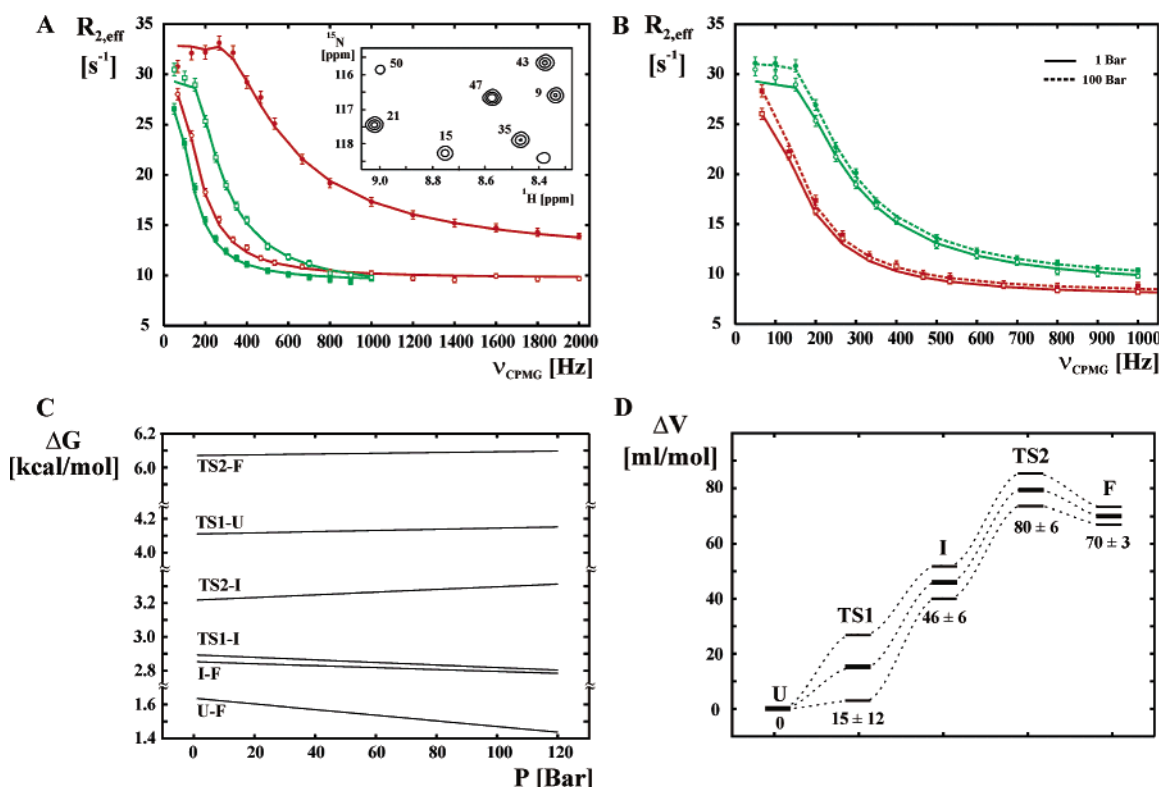 A
R2,eff
[s-1]
35
30
25
20
15
10
5
0 200 400 600 800 1000 1200 1400 1600 1800 2000
νCPMG [Hz]
15N
[ppm]
116
117
118
50
43
47
9
21
15
35
9.0 8.8 8.6 8.4
1H [ppm]
B
R2,eff
[s-1]
35
30
25
20
15
10
5
1 Bar
100 Bar
0 100 200 300 400 500 600 700 800 900 1000
νCPMG [Hz]
C
ΔG
[kcal/mol]
6.2
6.0
4.2
4.0
3.2
3.0
2.8
1.6
1.4
TS2-F
TS1-U
TS2-I
TS1-I
I-F
U-F
0 20 40 60 80 100 120
P [Bar]
D
ΔV
[ml/mol]
80
60
40
20
0
U
0
TS1
15 ± 12
I
46 ± 6
TS2
80 ± 6
F
70 ± 3